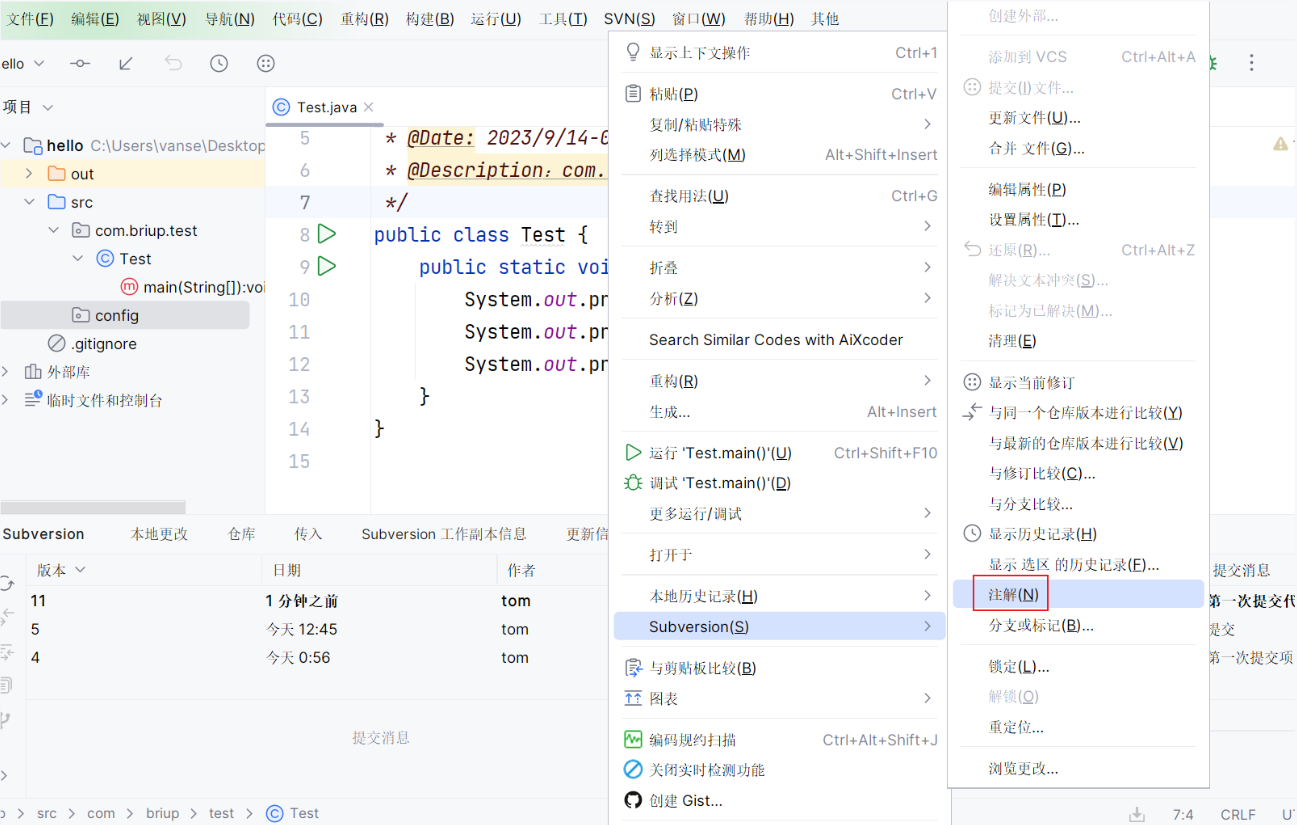 文件(F) 编辑(E) 视图(V) 导航(N) 代码(C) 重构(R) 构建(B) 运行(U) 工具(T) SVN(S) 窗口(W) 帮助(H) 其他
ello
项目
Test.java
hello C:\Users\vanse\Desktop
out
src
com.briup.test
Test
main(String[]):voi
config
.gitignore
外部库
临时文件和控制台
5 * @Date: 2023/9/14-0
6 * @Description：com.
7 */
8 public class Test {
9 public static voi
10 System.out.pr
11 System.out.pr
12 System.out.pr
13 }
14 }
15
显示上下文操作 Ctrl+1
粘贴(P) Ctrl+V
复制/粘贴特殊
列选择模式(M) Alt+Shift+Insert
查找用法(U) Ctrl+G
转到
折叠
分析(Z)
Search Similar Codes with AiXcoder
重构(R)
生成... Alt+Insert
运行 'Test.main()'(U) Ctrl+Shift+F10
调试 'Test.main()'(D)
更多运行/调试
打开于
本地历史记录(H)
Subversion(S)
与剪贴板比较(B)
图表
编码规约扫描 Ctrl+Alt+Shift+J
关闭实时检测功能
创建 Gist...
创建外部...
添加到 VCS Ctrl+Alt+A
提交(I)文件...
更新文件(U)...
合并 文件(G)...
编辑属性(P)
设置属性(T)...
还原(R)... Ctrl+Alt+Z
解决文本冲突(S)...
标记为已解决(M)...
清理(E)
显示当前修订
与同一个仓库版本进行比较(Y)
与最新的仓库版本进行比较(V)
与修订比较(C)...
与分支比较...
显示历史记录(H)
显示 选区 的历史记录(F)...
注解(N)
分支或标记(B)...
锁定(L)...
解锁(O)
重定位...
浏览更改...
Subversion 本地更改 仓库 传入 Subversion 工作副本信息 更新信
版本 日期 作者 提交消息
11 1 分钟之前 tom 第一次提交代
5 今天 12:45 tom 提交
4 今天 0:56 tom 第一次提交项
提交消息
src com briup test Test
7:4 CRLF